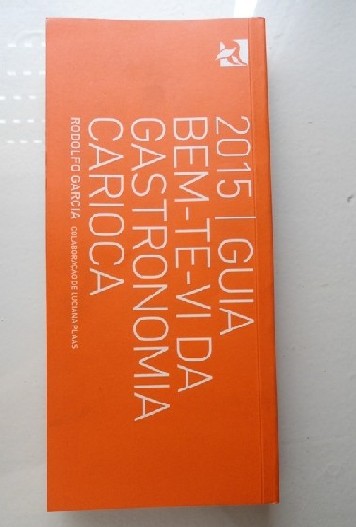 2015 | GUIA
BEM-TE-VI DA
GASTRONOMIA
CARIOCA
RODOLFO GARCIA COLABORAÇÃO DE LUCIANA PLAAS